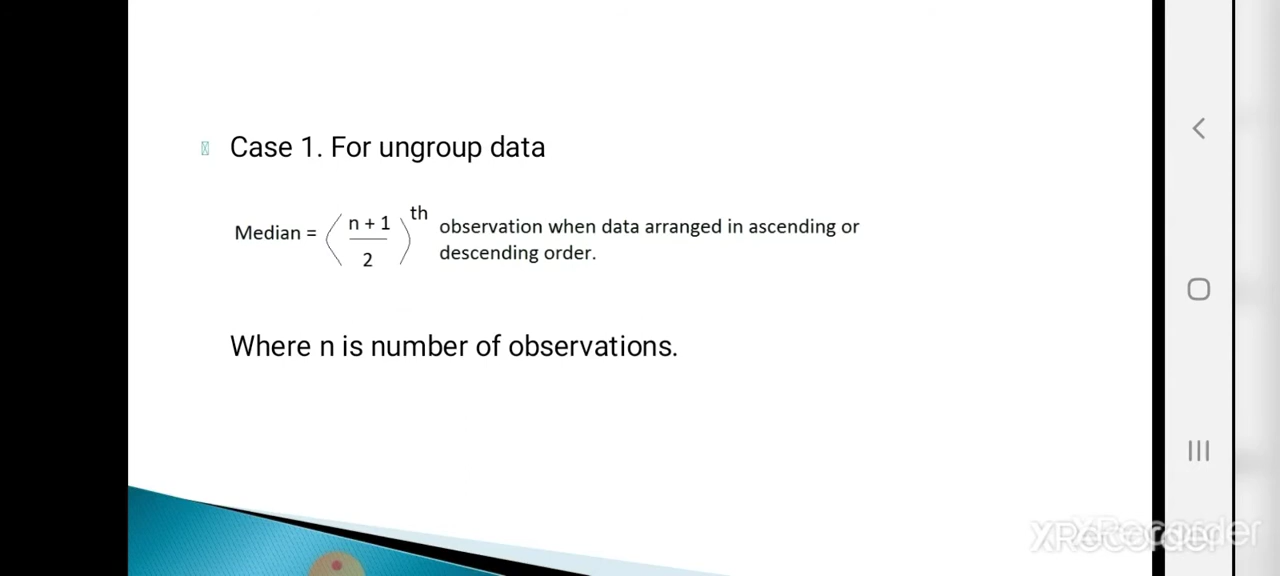 Case 1. For ungroup data
Median = ⟨ n + 1 / 2 ⟩ th observation when data arranged in ascending or
descending order.
Where n is number of observations.
XRecorder